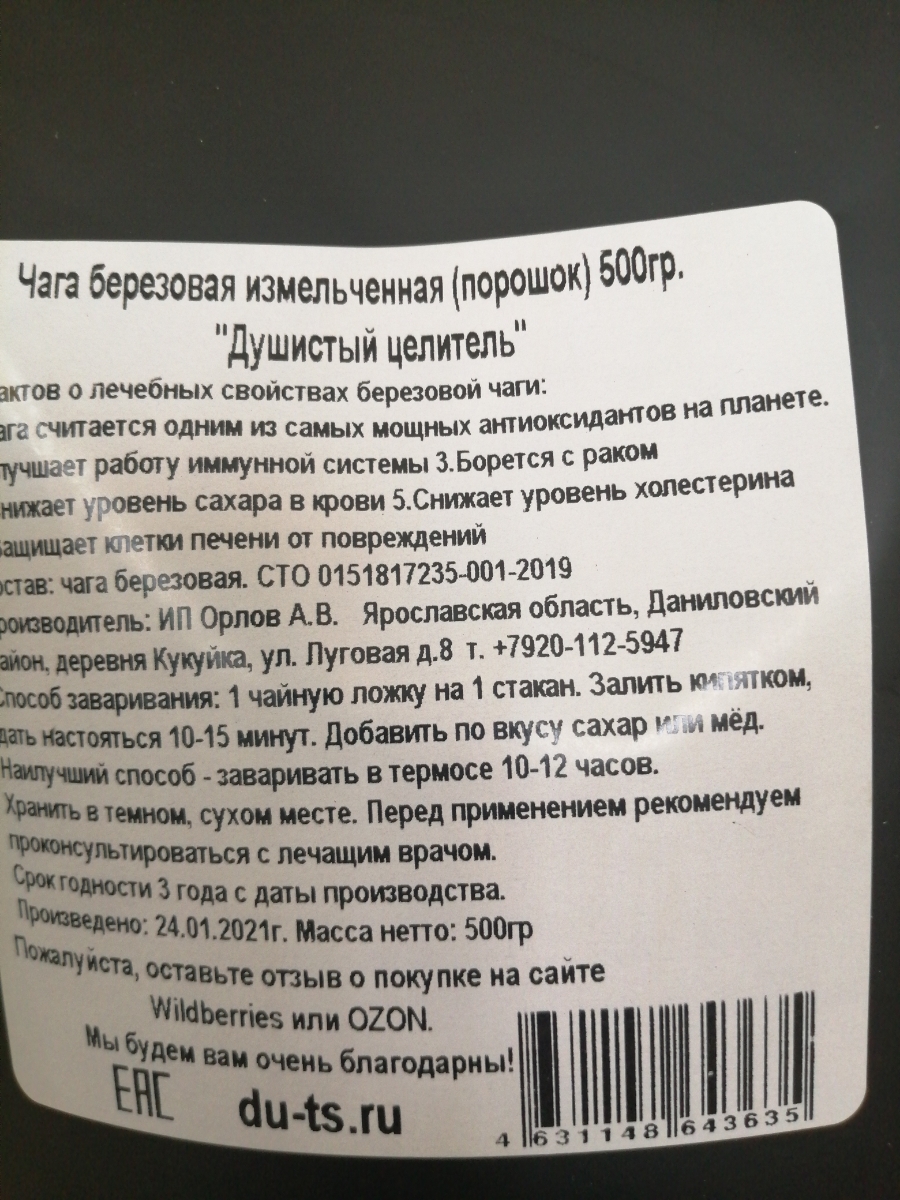 Чага березовая измельченная (порошок) 500гр.
"Душистый целитель"
актов о лечебных свойствах березовой чаги:
ага считается одним из самых мощных антиоксидантов на планете.
лучшает работу иммунной системы 3.Борется с раком
нижает уровень сахара в крови 5.Снижает уровень холестерина
ащищает клетки печени от повреждений
остав: чага березовая. СТО 0151817235-001-2019
роизводитель: ИП Орлов А.В. Ярославская область, Даниловский
айон, деревня Кукуйка, ул. Луговая д.8 т. +7920-112-5947
Способ заваривания: 1 чайную ложку на 1 стакан. Залить кипятком,
дать настояться 10-15 минут. Добавить по вкусу сахар или мёд.
Наилучший способ - заваривать в термосе 10-12 часов.
Хранить в темном, сухом месте. Перед применением рекомендуем
проконсультироваться с лечащим врачом.
Срок годности 3 года с даты производства.
Произведено: 24.01.2021г. Масса нетто: 500гр
Пожалуйста, оставьте отзыв о покупке на сайте
Wildberries или OZON.
Мы будем вам очень благодарны!
EAC du-ts.ru
4 631148 643635